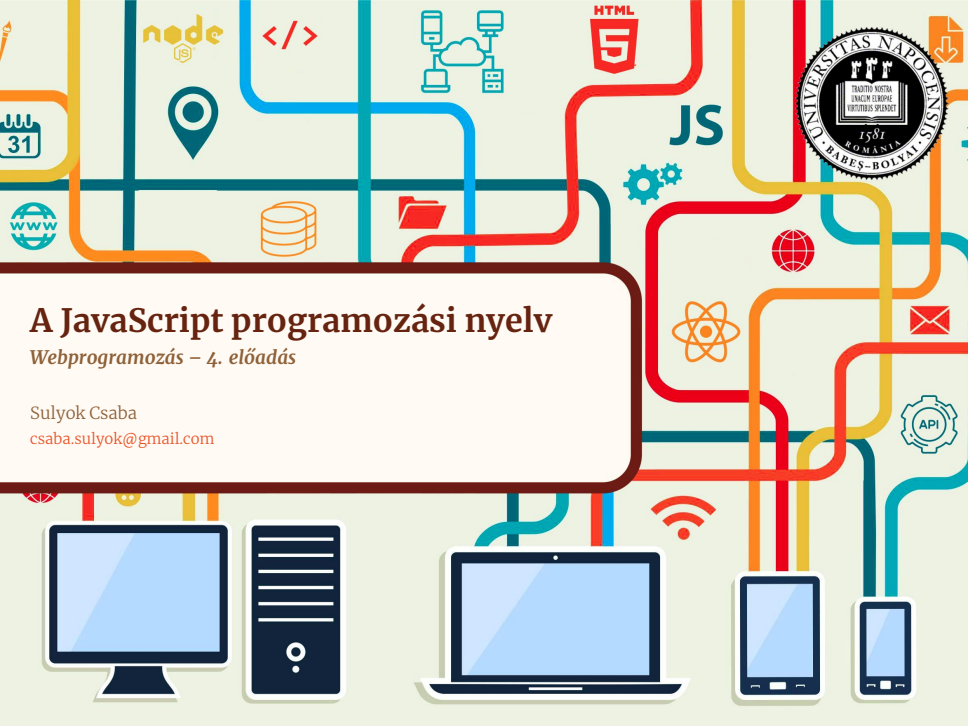 node
JS
</>
HTML
5
JS
31
www
UNIVERSITAS NAPOCENSIS
TRADITIO NOSTRA
UNACUM EUROPAE
VIRTUTIBUS SPLENDET
1581
ROMÂNIA
· BABEȘ-BOLYAI ·
A JavaScript programozási nyelv
Webprogramozás – 4. előadás
Sulyok Csaba
csaba.sulyok@gmail.com
API